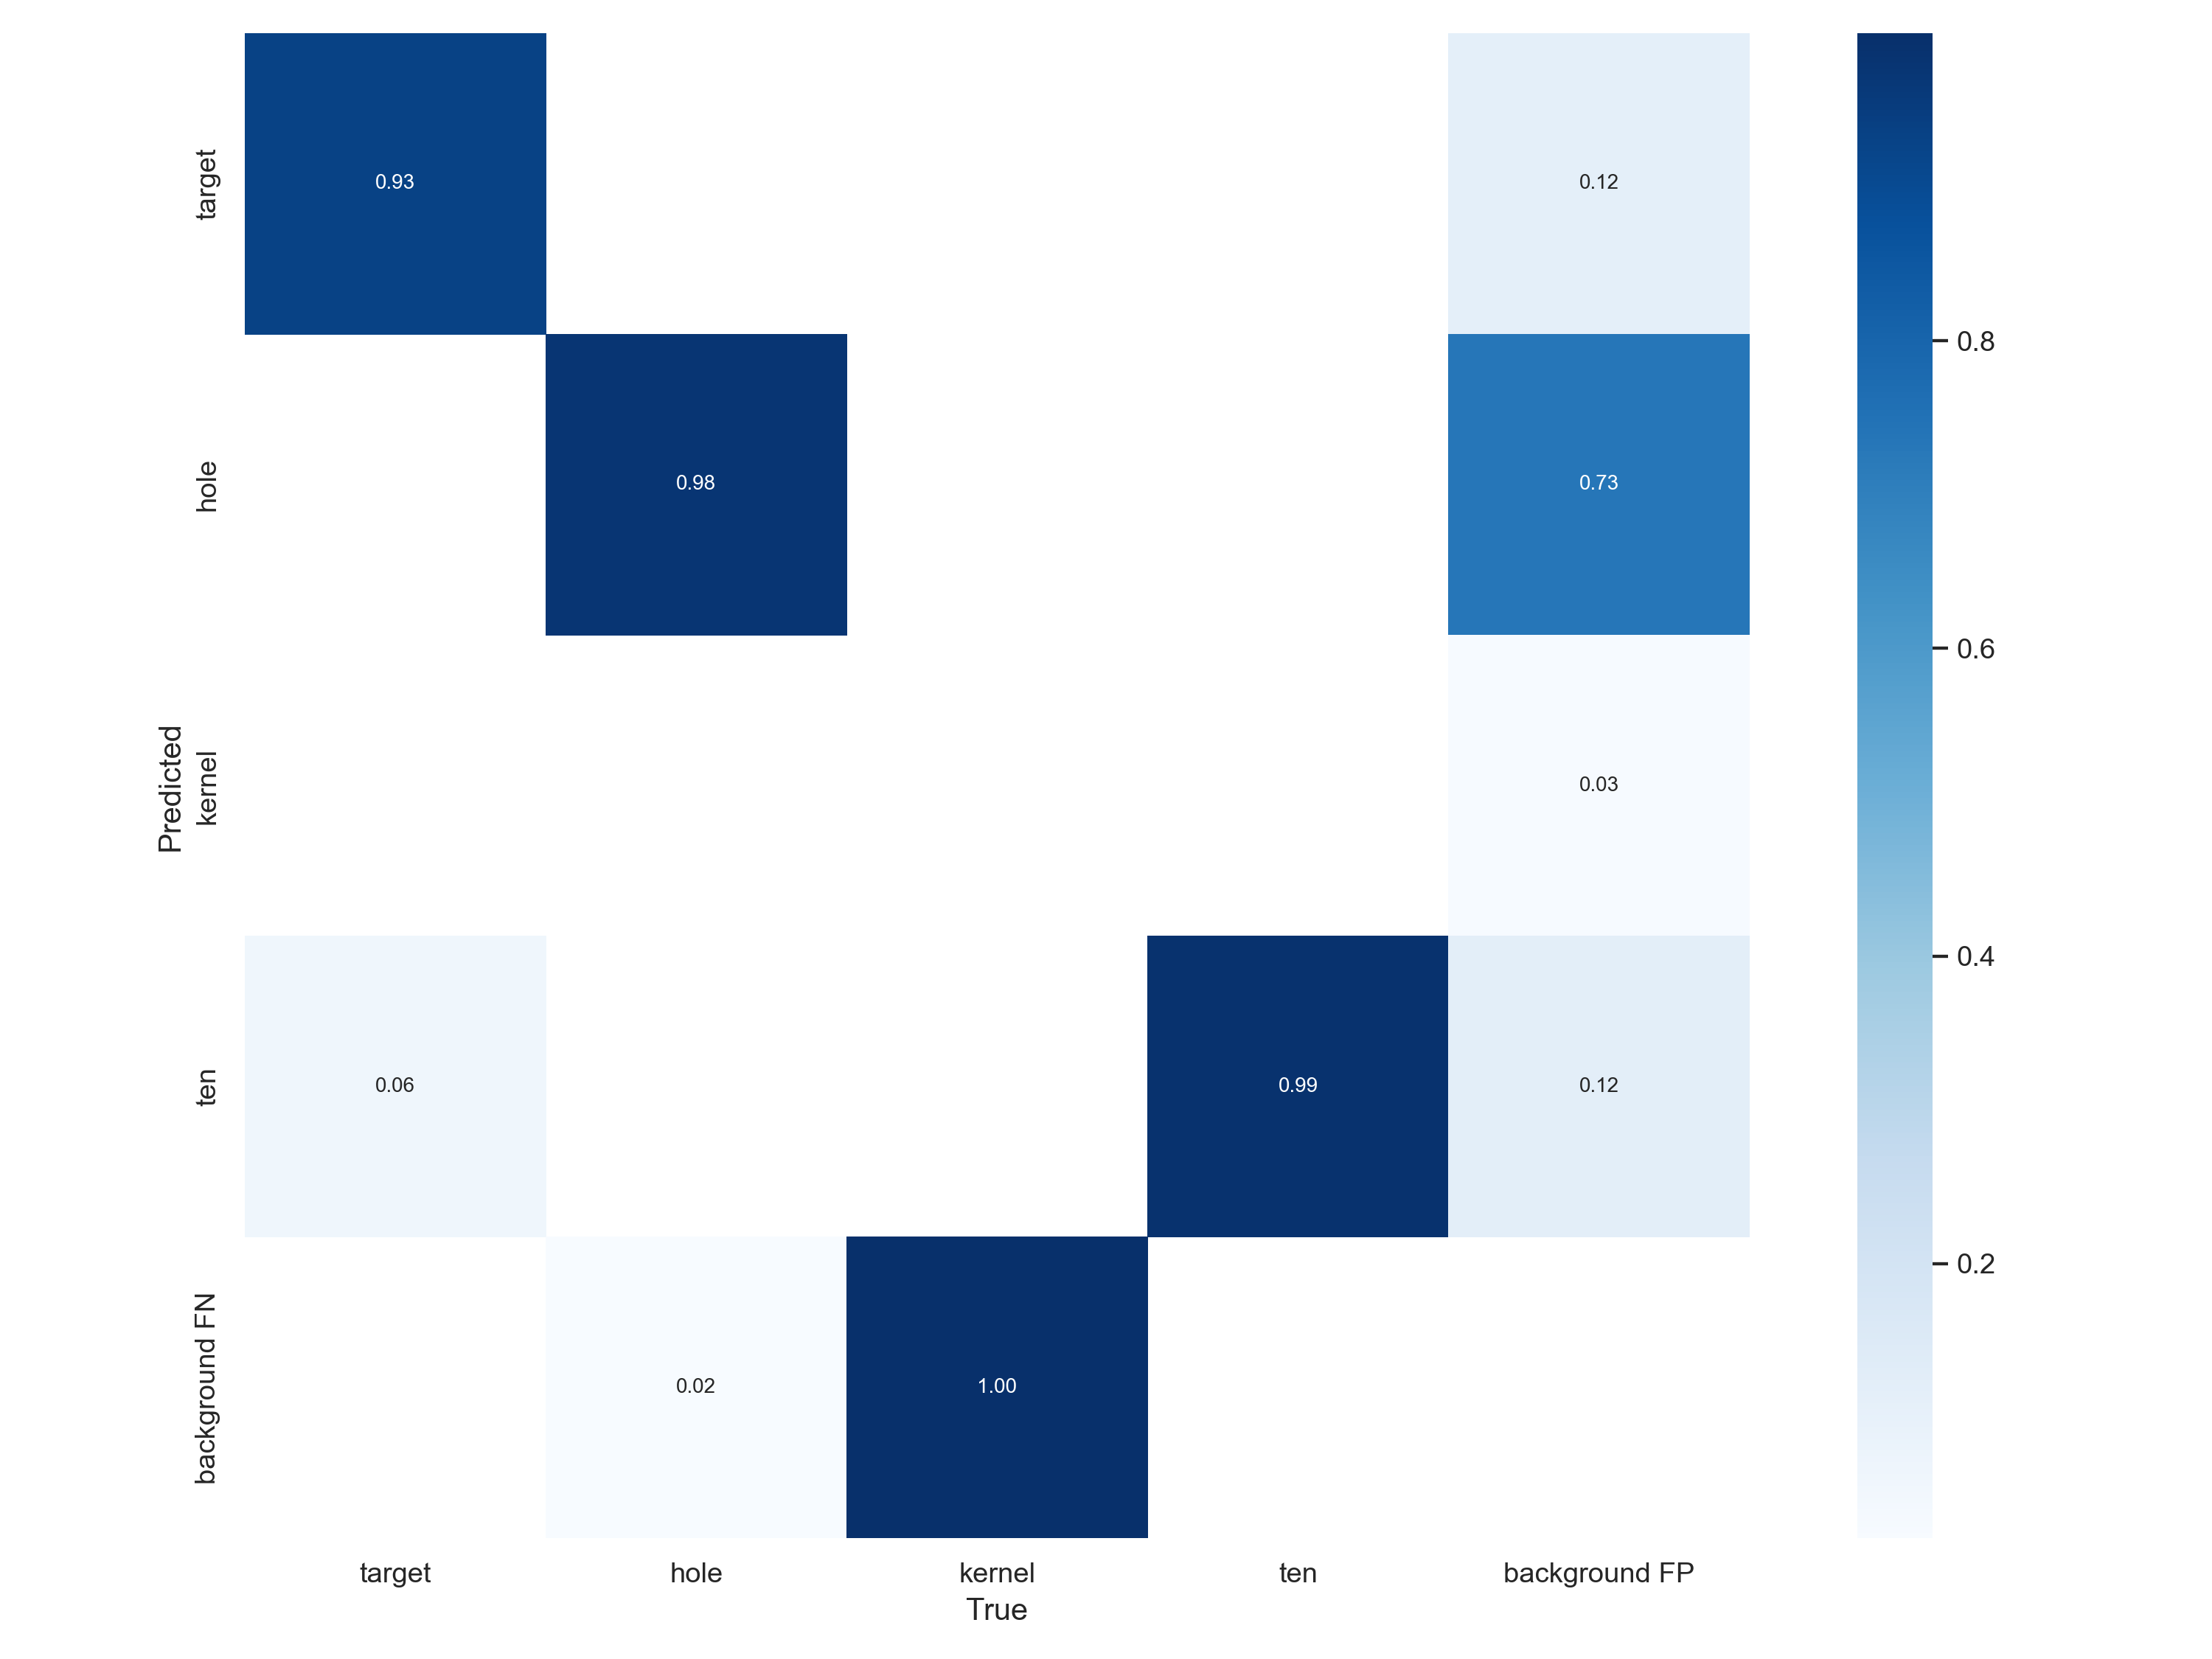 target
0.93
0.12
0.8
hole
0.98
0.73
0.6
Predicted
kernel
0.03
0.4
ten
0.06
0.99
0.12
0.2
background FN
0.02
1.00
target
hole
kernel
ten
background FP
True